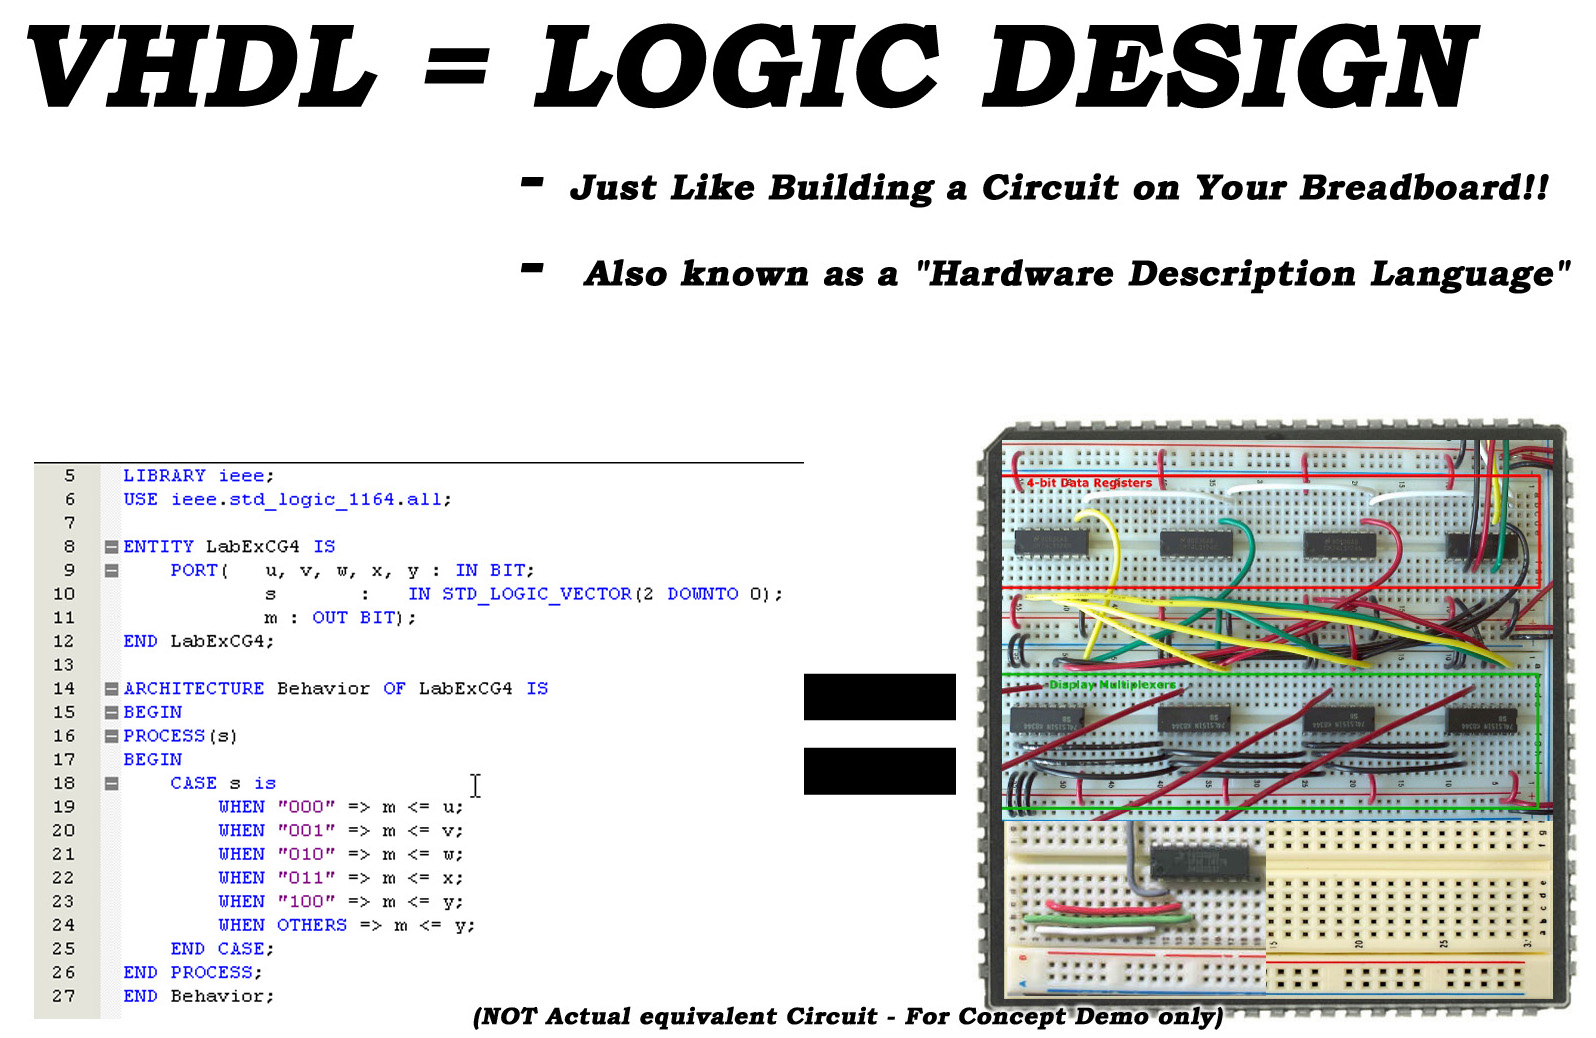 VHDL = LOGIC DESIGN
- Just Like Building a Circuit on Your Breadboard!!
- Also known as a "Hardware Description Language"
5 LIBRARY ieee;
6 USE ieee.std_logic_1164.all;
7
8 ENTITY LabExCG4 IS
9 PORT( u, v, w, x, y : IN BIT;
10 s : IN STD_LOGIC_VECTOR(2 DOWNTO 0);
11 m : OUT BIT);
12 END LabExCG4;
13
14 ARCHITECTURE Behavior OF LabExCG4 IS
15 BEGIN
16 PROCESS(s)
17 BEGIN
18 CASE s is
19 WHEN "000" => m <= u;
20 WHEN "001" => m <= v;
21 WHEN "010" => m <= w;
22 WHEN "011" => m <= x;
23 WHEN "100" => m <= y;
24 WHEN OTHERS => m <= y;
25 END CASE;
26 END PROCESS;
27 END Behavior;
4-bit Data Registers
Display Multiplexers
(NOT Actual equivalent Circuit - For Concept Demo only)